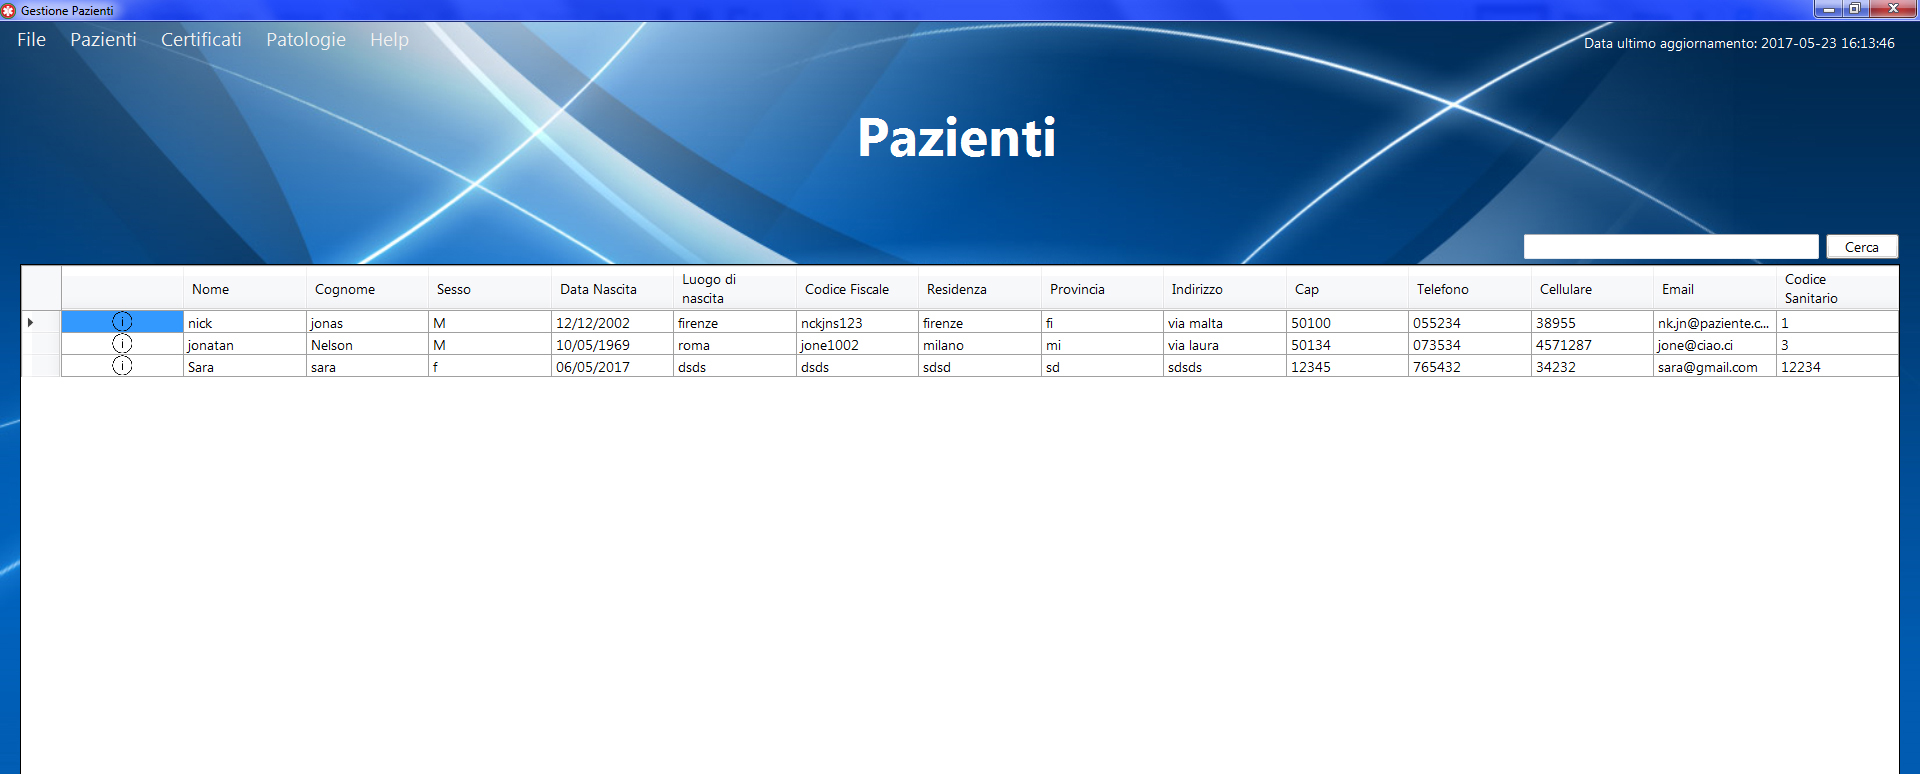 Gestione Pazienti
File Pazienti Certificati Patologie Help
Data ultimo aggiornamento: 2017-05-23 16:13:46
Pazienti
Cerca
Nome Cognome Sesso Data Nascita Luogo di nascita Codice Fiscale Residenza Provincia Indirizzo Cap Telefono Cellulare Email Codice Sanitario
i nick jonas M 12/12/2002 firenze nckjns123 firenze fi via malta 50100 055234 38955 nk.jn@paziente.c... 1
i jonatan Nelson M 10/05/1969 roma jone1002 milano mi via laura 50134 073534 4571287 jone@ciao.ci 3
i Sara sara f 06/05/2017 dsds dsds sdsd sd sdsds 12345 765432 34232 sara@gmail.com 12234